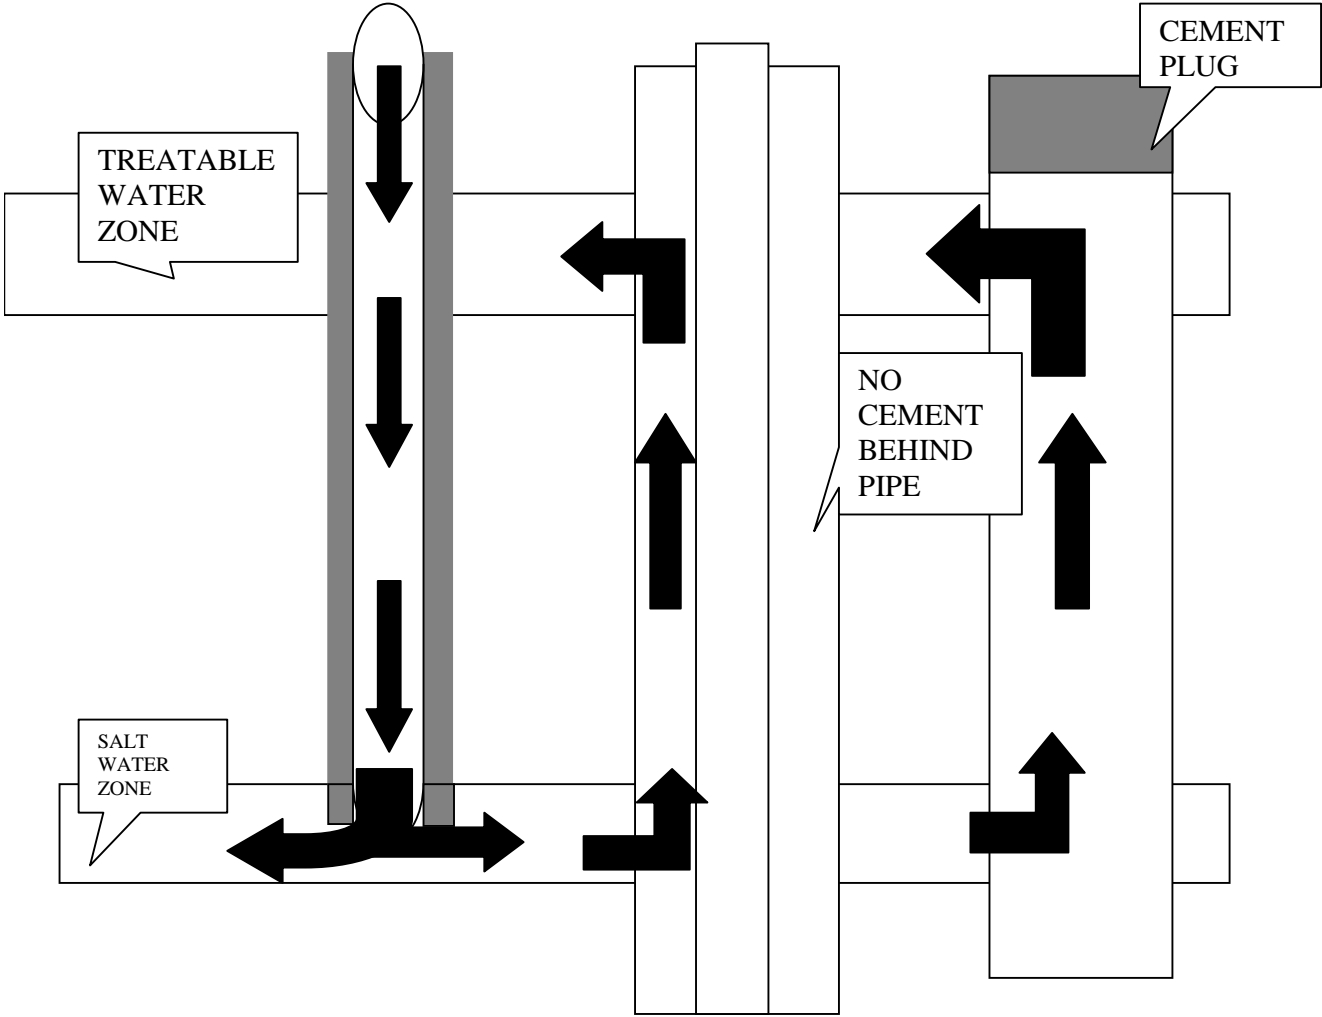 CEMENT
PLUG
TREATABLE
WATER
ZONE
NO
CEMENT
BEHIND
PIPE
SALT
WATER
ZONE